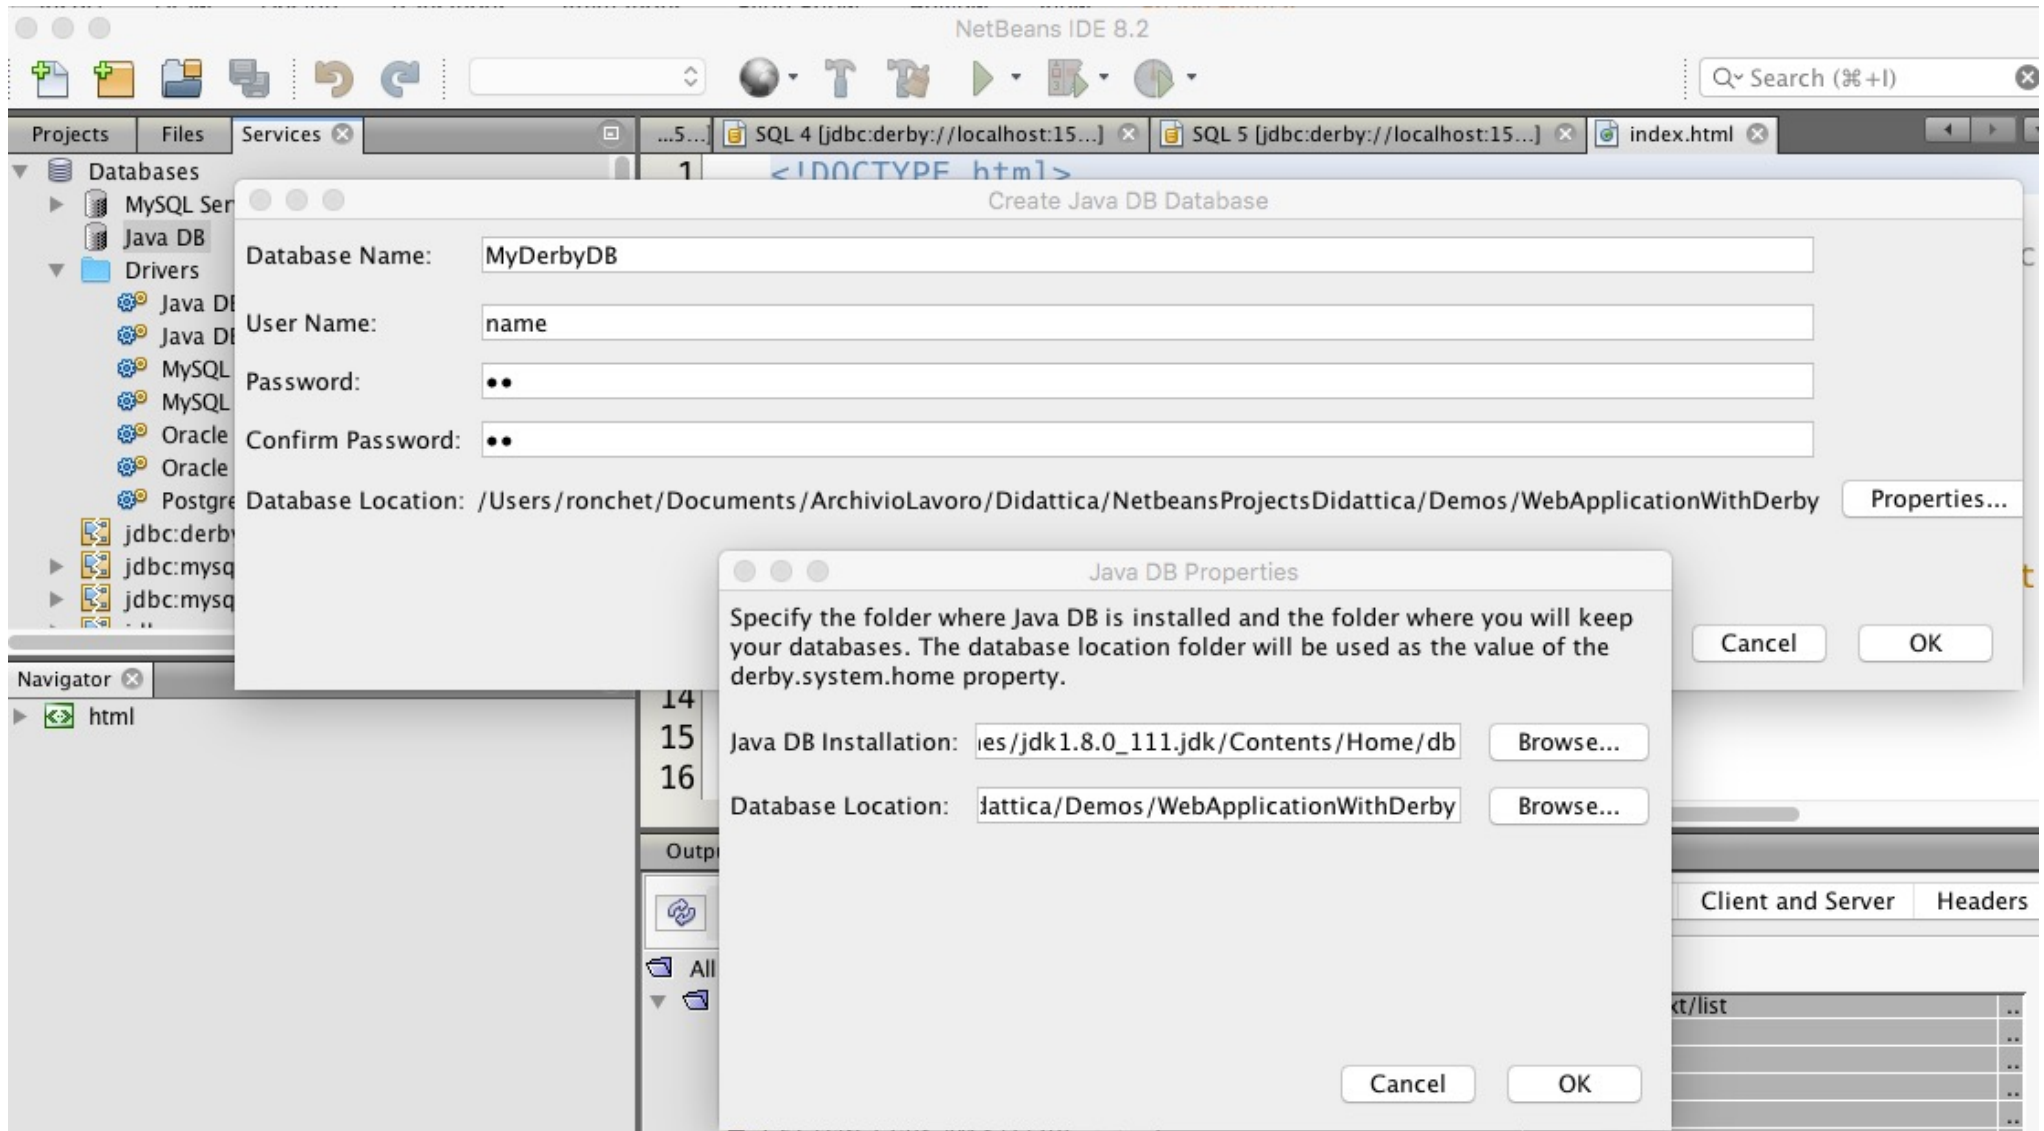 NetBeans IDE 8.2
Search (⌘+I)
Projects
Files
Services
...5...]
SQL 4 [jdbc:derby://localhost:15...]
SQL 5 [jdbc:derby://localhost:15...]
index.html
Databases
1 <!DOCTYPE html>
MySQL Ser
Java DB
Drivers
Java DB
Java DB
MySQL
MySQL
Oracle
Oracle
Postgre
jdbc:derby
jdbc:mysq
jdbc:mysq
Create Java DB Database
Database Name: MyDerbyDB
User Name: name
Password: ••
Confirm Password: ••
Database Location: /Users/ronchet/Documents/ArchivioLavoro/Didattica/NetbeansProjectsDidattica/Demos/WebApplicationWithDerby
Properties...
Cancel
OK
Navigator
html
14
15
16
Java DB Properties
Specify the folder where Java DB is installed and the folder where you will keep
your databases. The database location folder will be used as the value of the
derby.system.home property.
Java DB Installation: es/jdk1.8.0_111.jdk/Contents/Home/db Browse...
Database Location: dattica/Demos/WebApplicationWithDerby Browse...
Cancel
OK
Outpu
Client and Server
Headers
All
xt/list